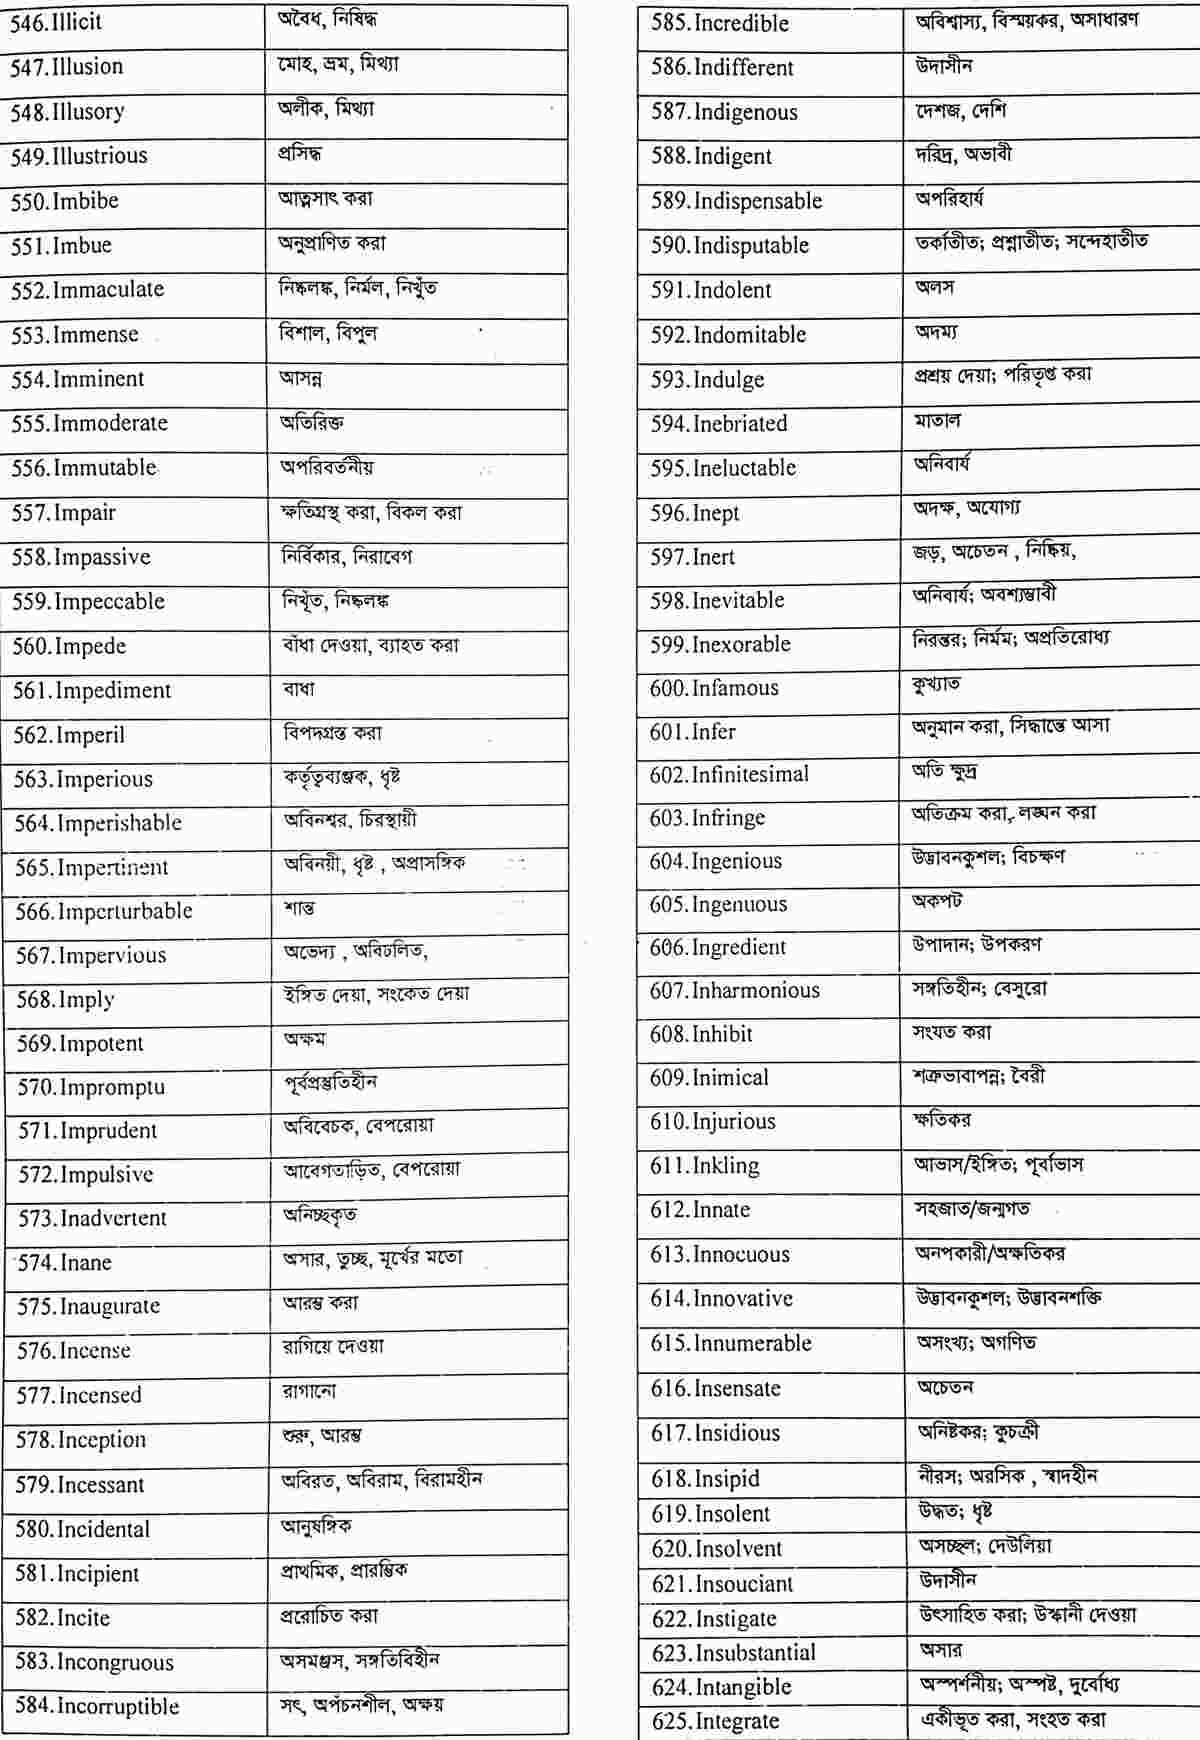 546.Illicit অবৈধ, নিষিদ্ধ
547.Illusion মোহ, ভ্রম, মিথ্যা
548.Illusory অলীক, মিথ্যা
549.Illustrious প্রসিদ্ধ
550.Imbibe আত্নসাৎ করা
551.Imbue অনুপ্রাণিত করা
552.Immaculate নিষ্কলঙ্ক, নির্মল, নিখুঁত
553.Immense বিশাল, বিপুল
554.Imminent আসন্ন
555.Immoderate অতিরিক্ত
556.Immutable অপরিবর্তনীয়
557.Impair ক্ষতিগ্রস্থ করা, বিকল করা
558.Impassive নির্বিকার, নিরাবেগ
559.Impeccable নিখূঁত, নিষ্কলঙ্ক
560.Impede বাঁধা দেওয়া, ব্যাহত করা
561.Impediment বাধা
562.Imperil বিপদগ্রস্ত করা
563.Imperious কর্তৃত্বব্যঞ্জক, ধৃষ্ট
564.Imperishable অবিনশ্বর, চিরস্থায়ী
565.Impertinent অবিনয়ী, ধৃষ্ট , অপ্রাসঙ্গিক
566.Imperturbable শান্ত
567.Impervious অভেদ্য , অবিচলিত,
568.Imply ইঙ্গিত দেয়া, সংকেত দেয়া
569.Impotent অক্ষম
570.Impromptu পূর্বপ্রস্তুতিহীন
571.Imprudent অবিবেচক, বেপরোয়া
572.Impulsive আবেগতাড়িত, বেপরোয়া
573.Inadvertent অনিচ্ছকৃত
574.Inane অসার, তুচ্ছ, মূর্খের মতো
575.Inaugurate আরম্ভ করা
576.Incense রাগিয়ে দেওয়া
577.Incensed রাগানো
578.Inception শুরু, আরম্ভ
579.Incessant অবিরত, অবিরাম, বিরামহীন
580.Incidental আনুষঙ্গিক
581.Incipient প্রাথমিক, প্রারম্ভিক
582.Incite প্ররোচিত করা
583.Incongruous অসমঞ্জস, সঙ্গতিবিহীন
584.Incorruptible সৎ, অপঁচনশীল, অক্ষয়
585.Incredible অবিশ্বাস্য, বিস্ময়কর, অসাধারণ
586.Indifferent উদাসীন
587.Indigenous দেশজ, দেশি
588.Indigent দরিদ্র, অভাবী
589.Indispensable অপরিহার্য
590.Indisputable তর্কাতীত; প্রশ্নাতীত; সন্দেহাতীত
591.Indolent অলস
592.Indomitable অদম্য
593.Indulge প্রশ্রয় দেয়া; পরিতৃপ্ত করা
594.Inebriated মাতাল
595.Ineluctable অনিবার্য
596.Inept অদক্ষ, অযোগ্য
597.Inert জড়, অচেতন , নিষ্ক্রিয়,
598.Inevitable অনিবার্য; অবশ্যম্ভাবী
599.Inexorable নিরন্তর; নির্মম; অপ্রতিরোধ্য
600.Infamous কুখ্যাত
601.Infer অনুমান করা, সিদ্ধান্তে আসা
602.Infinitesimal অতি ক্ষুদ্র
603.Infringe অতিক্রম করা, লঙ্ঘন করা
604.Ingenious উদ্ভাবনকুশল; বিচক্ষণ
605.Ingenuous অকপট
606.Ingredient উপাদান; উপকরণ
607.Inharmonious সঙ্গতিহীন; বেসুরো
608.Inhibit সংযত করা
609.Inimical শত্রুভাবাপন্ন; বৈরী
610.Injurious ক্ষতিকর
611.Inkling আভাস/ইঙ্গিত; পূর্বাভাস
612.Innate সহজাত/জন্মগত
613.Innocuous অনপকারী/অক্ষতিকর
614.Innovative উদ্ভাবনকুশল; উদ্ভাবনশক্তি
615.Innumerable অসংখ্য; অগণিত
616.Insensate অচেতন
617.Insidious অনিষ্টকর; কুচক্রী
618.Insipid নীরস; অরসিক , স্বাদহীন
619.Insolent উদ্ধত; ধৃষ্ট
620.Insolvent অসচ্ছল; দেউলিয়া
621.Insouciant উদাসীন
622.Instigate উৎসাহিত করা; উস্কানী দেওয়া
623.Insubstantial অসার
624.Intangible অস্পর্শনীয়; অস্পষ্ট, দুর্বোধ্য
625.Integrate একীভূত করা, সংহত করা